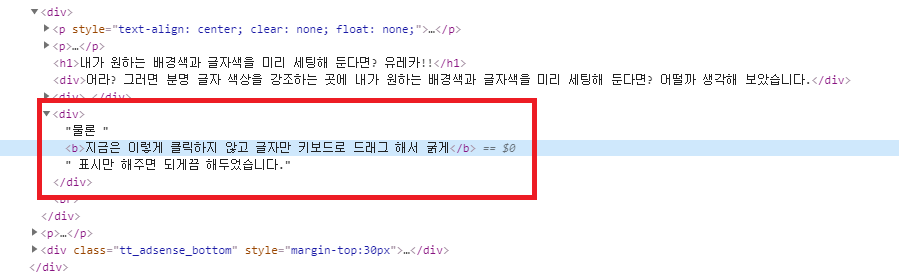 ▼<div>
▶<p style="text-align: center; clear: none; float: none;">…</p>
▶<p>…</p>
<h1>내가 원하는 배경색과 글자색을 미리 세팅해 둔다면? 유레카!!</h1>
<div>어라? 그러면 분명 글자 색상을 강조하는 곳에 내가 원하는 배경색과 글자색을 미리 세팅해 둔다면? 어떨까 생각해 보았습니다.</div>
▶<div>…</div>
▼<div>
"물론 "
<b>지금은 이렇게 클릭하지 않고 글자만 키보드로 드래그 해서 굵게</b> == $0
" 표시만 해주면 되게끔 해두었습니다."
</div>
<br>
</div>
▶<p>…</p>
▶<div class="tt_adsense_bottom" style="margin-top:30px">…</div>
</div>